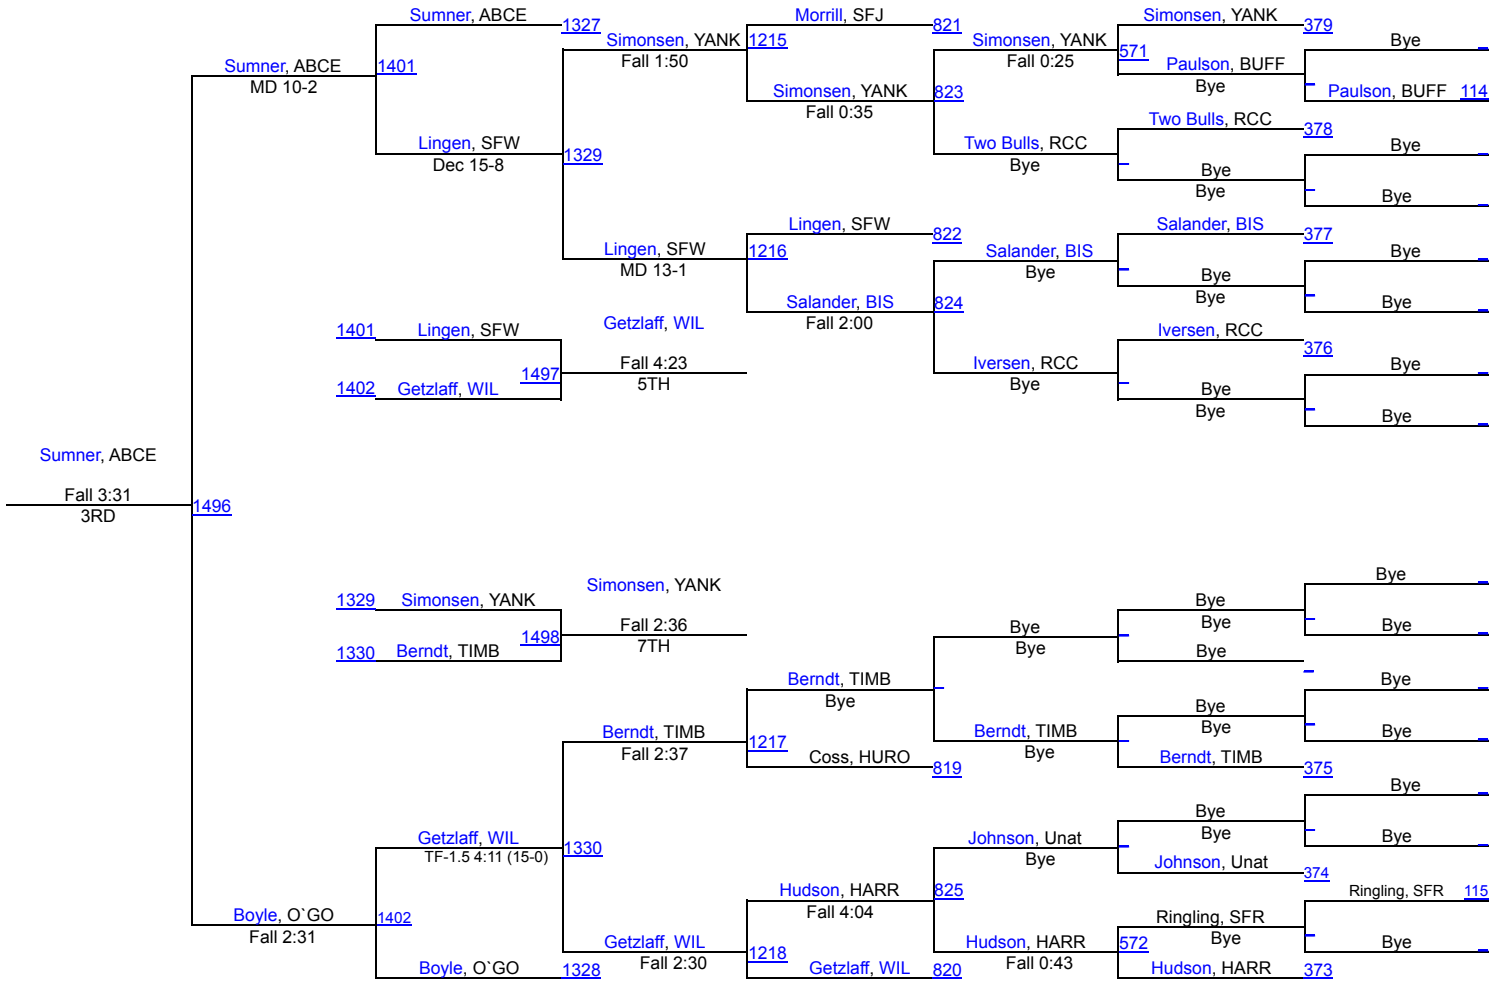 Sumner, ABCE
1327
Morrill, SFJ
821
Simonsen, YANK
379
Simonsen, YANK
1215
Simonsen, YANK
571
Bye
Fall 1:50
Fall 0:25
Paulson, BUFF
Sumner, ABCE
1401
Bye
MD 10-2
Simonsen, YANK
823
Paulson, BUFF
114
Fall 0:35
Two Bulls, RCC
378
Lingen, SFW
1329
Two Bulls, RCC
Bye
Dec 15-8
Bye
Bye
Bye
Bye
Lingen, SFW
822
Salander, BIS
377
Lingen, SFW
1216
Salander, BIS
Bye
MD 13-1
Bye
Bye
Bye
Salander, BIS
824
Bye
Fall 2:00
1401
Lingen, SFW
Getzlaff, WIL
Iversen, RCC
376
Fall 4:23
Iversen, RCC
Bye
1497
5TH
Bye
1402
Getzlaff, WIL
Bye
Bye
Bye
Sumner, ABCE
Fall 3:31
1496
3RD
Bye
Simonsen, YANK
1329
Simonsen, YANK
Bye
Fall 2:36
Bye
Bye
Bye
1498
7TH
Bye
1330
Berndt, TIMB
Bye
Berndt, TIMB
Bye
Bye
Bye
Berndt, TIMB
Berndt, TIMB
Bye
Bye
1217
Fall 2:37
Bye
Coss, HURO
819
Berndt, TIMB
375
Bye
Bye
Getzlaff, WIL
1330
Johnson, Unat
Bye
Bye
TF-1.5 4:11 (15-0)
Bye
Johnson, Unat
374
Hudson, HARR
825
Ringling, SFR
115
Fall 4:04
Boyle, O`GO
1402
Ringling, SFR
Fall 2:31
Bye
Getzlaff, WIL
1218
Hudson, HARR
572
Bye
Fall 2:30
Fall 0:43
Boyle, O`GO
1328
Getzlaff, WIL
820
Hudson, HARR
373